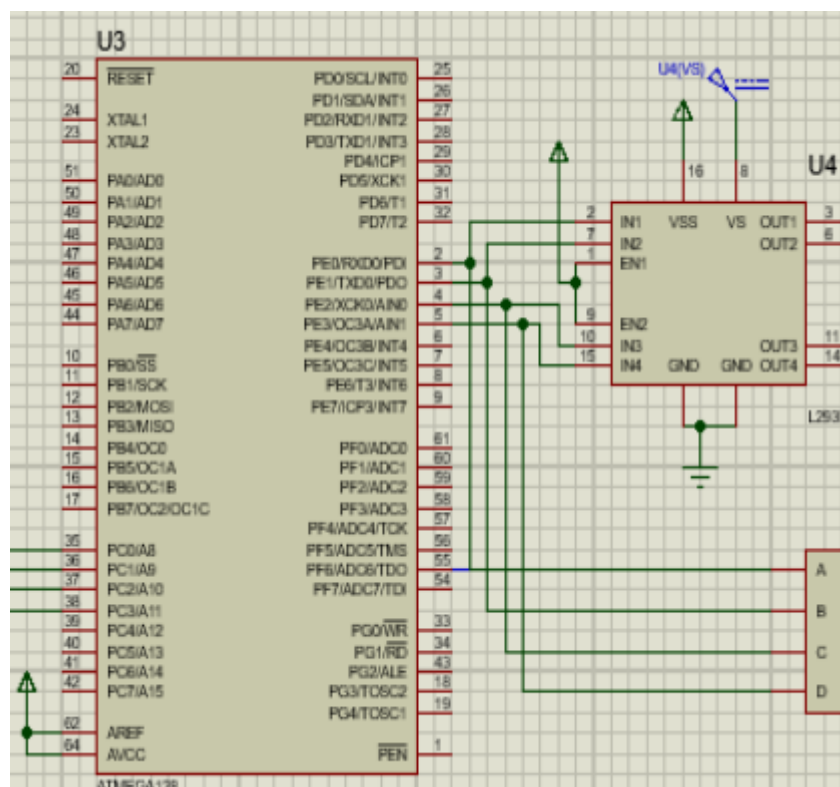 U3
20 RESET PD0/SCL/INT0 25
PD1/SDA/INT1 26
24 XTAL1 PD2/RXD1/INT2 27
23 XTAL2 PD3/TXD1/INT3 28
PD4/ICP1 29
51 PA0/AD0 PD5/XCK1 30
50 PA1/AD1 PD6/T1 31
49 PA2/AD2 PD7/T2 32
48 PA3/AD3
47 PA4/AD4 PE0/RXD0/PDI 2
46 PA5/AD5 PE1/TXD0/PDO 3
45 PA6/AD6 PE2/XCK0/AIN0 4
44 PA7/AD7 PE3/OC3A/AIN1 5
PE4/OC3B/INT4 6
10 PB0/SS PE5/OC3C/INT5 7
11 PB1/SCK PE6/T3/INT6 8
12 PB2/MOSI PE7/ICP3/INT7 9
13 PB3/MISO
14 PB4/OC0 PF0/ADC0 61
15 PB5/OC1A PF1/ADC1 60
16 PB6/OC1B PF2/ADC2 59
17 PB7/OC2/OC1C PF3/ADC3 58
PF4/ADC4/TCK 57
35 PC0/A8 PF5/ADC5/TMS 56
36 PC1/A9 PF6/ADC6/TDO 55
37 PC2/A10 PF7/ADC7/TDI 54
38 PC3/A11
39 PC4/A12 PG0/WR 33
40 PC5/A13 PG1/RD 34
41 PC6/A14 PG2/ALE 43
42 PC7/A15 PG3/TOSC2 18
PG4/TOSC1 19
62 AREF
64 AVCC PEN 1
ATMEGA128
U4(VS)
U4
16 8
2 IN1 VSS VS OUT1 3
7 IN2 OUT2 6
1 EN1
9 EN2
10 IN3 OUT3 11
15 IN4 GND GND OUT4 14
L293
A
B
C
D